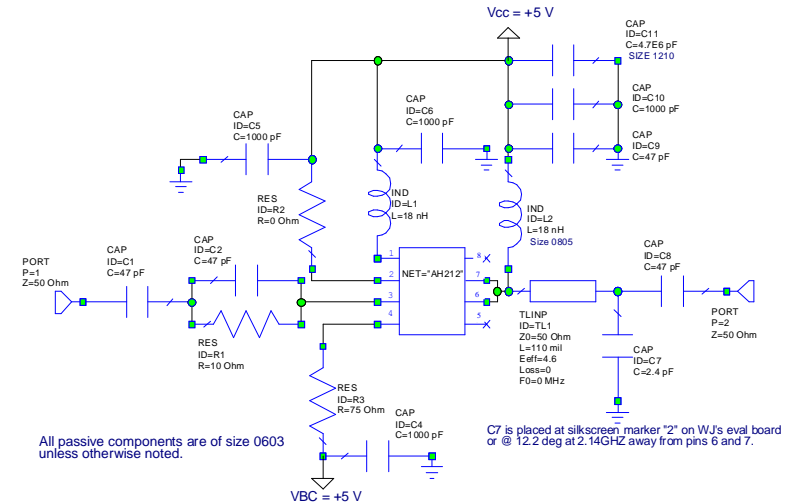 Vcc = +5 V
CAP
ID=C11
C=4.7E6 pF
SIZE 1210
CAP
ID=C10
C=1000 pF
CAP
ID=C9
C=47 pF
CAP
ID=C5
C=1000 pF
CAP
ID=C6
C=1000 pF
RES
ID=R2
R=0 Ohm
IND
ID=L1
L=18 nH
IND
ID=L2
L=18 nH
Size 0805
PORT
P=1
Z=50 Ohm
CAP
ID=C1
C=47 pF
CAP
ID=C2
C=47 pF
RES
ID=R1
R=10 Ohm
1
2
3
4
NET="AH212"
8
7
6
5
TLINP
ID=TL1
Z0=50 Ohm
L=110 mil
Eeff=4.6
Loss=0
F0=0 MHz
CAP
ID=C8
C=47 pF
PORT
P=2
Z=50 Ohm
CAP
ID=C7
C=2.4 pF
RES
ID=R3
R=75 Ohm
CAP
ID=C4
C=1000 pF
VBC = +5 V
All passive components are of size 0603
unless otherwise noted.
C7 is placed at silkscreen marker "2" on WJ's eval board
or @ 12.2 deg at 2.14GHZ away from pins 6 and 7.